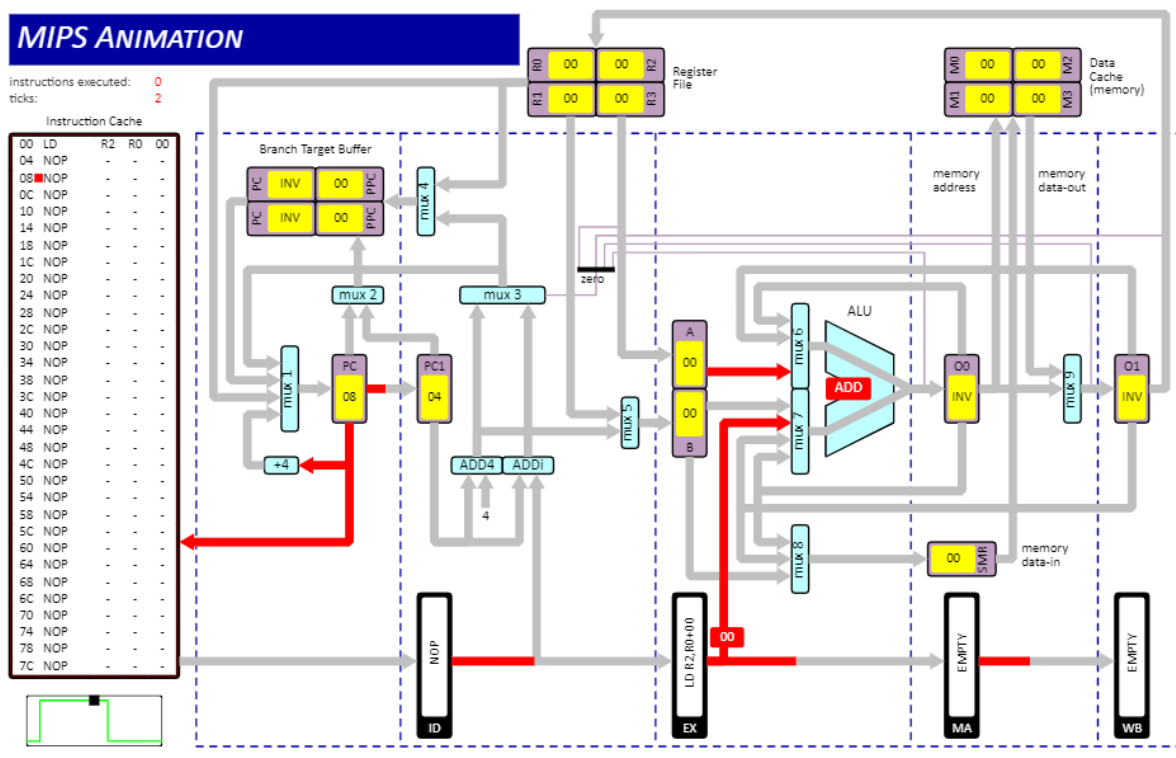 MIPS ANIMATION
instructions executed: 0
ticks: 2
Instruction Cache
00 LD R2 R0 00
04 NOP - - -
08 NOP - - -
0C NOP - - -
10 NOP - - -
14 NOP - - -
18 NOP - - -
1C NOP - - -
20 NOP - - -
24 NOP - - -
28 NOP - - -
2C NOP - - -
30 NOP - - -
34 NOP - - -
38 NOP - - -
3C NOP - - -
40 NOP - - -
44 NOP - - -
48 NOP - - -
4C NOP - - -
50 NOP - - -
54 NOP - - -
58 NOP - - -
5C NOP - - -
60 NOP - - -
64 NOP - - -
68 NOP - - -
6C NOP - - -
70 NOP - - -
74 NOP - - -
78 NOP - - -
7C NOP - - -
R0 00 00 R2
R1 00 00 R3
Register
File
M0 00 00 M2
M1 00 00 M3
Data
Cache
(memory)
Branch Target Buffer
PC INV 00 PPC
PC INV 00 PPC
mux 4
memory
address
memory
data-out
zero
mux 2
mux 3
mux 1
PC
08
PC1
04
+4
ADD4
ADDi
4
mux 5
A
00
00
B
mux 6
mux 7
ALU
ADD
O0
INV
mux 9
O1
INV
mux 8
00 SMR
memory
data-in
NOP
ID
LD R2,R0+00
EX
00
EMPTY
MA
EMPTY
WB